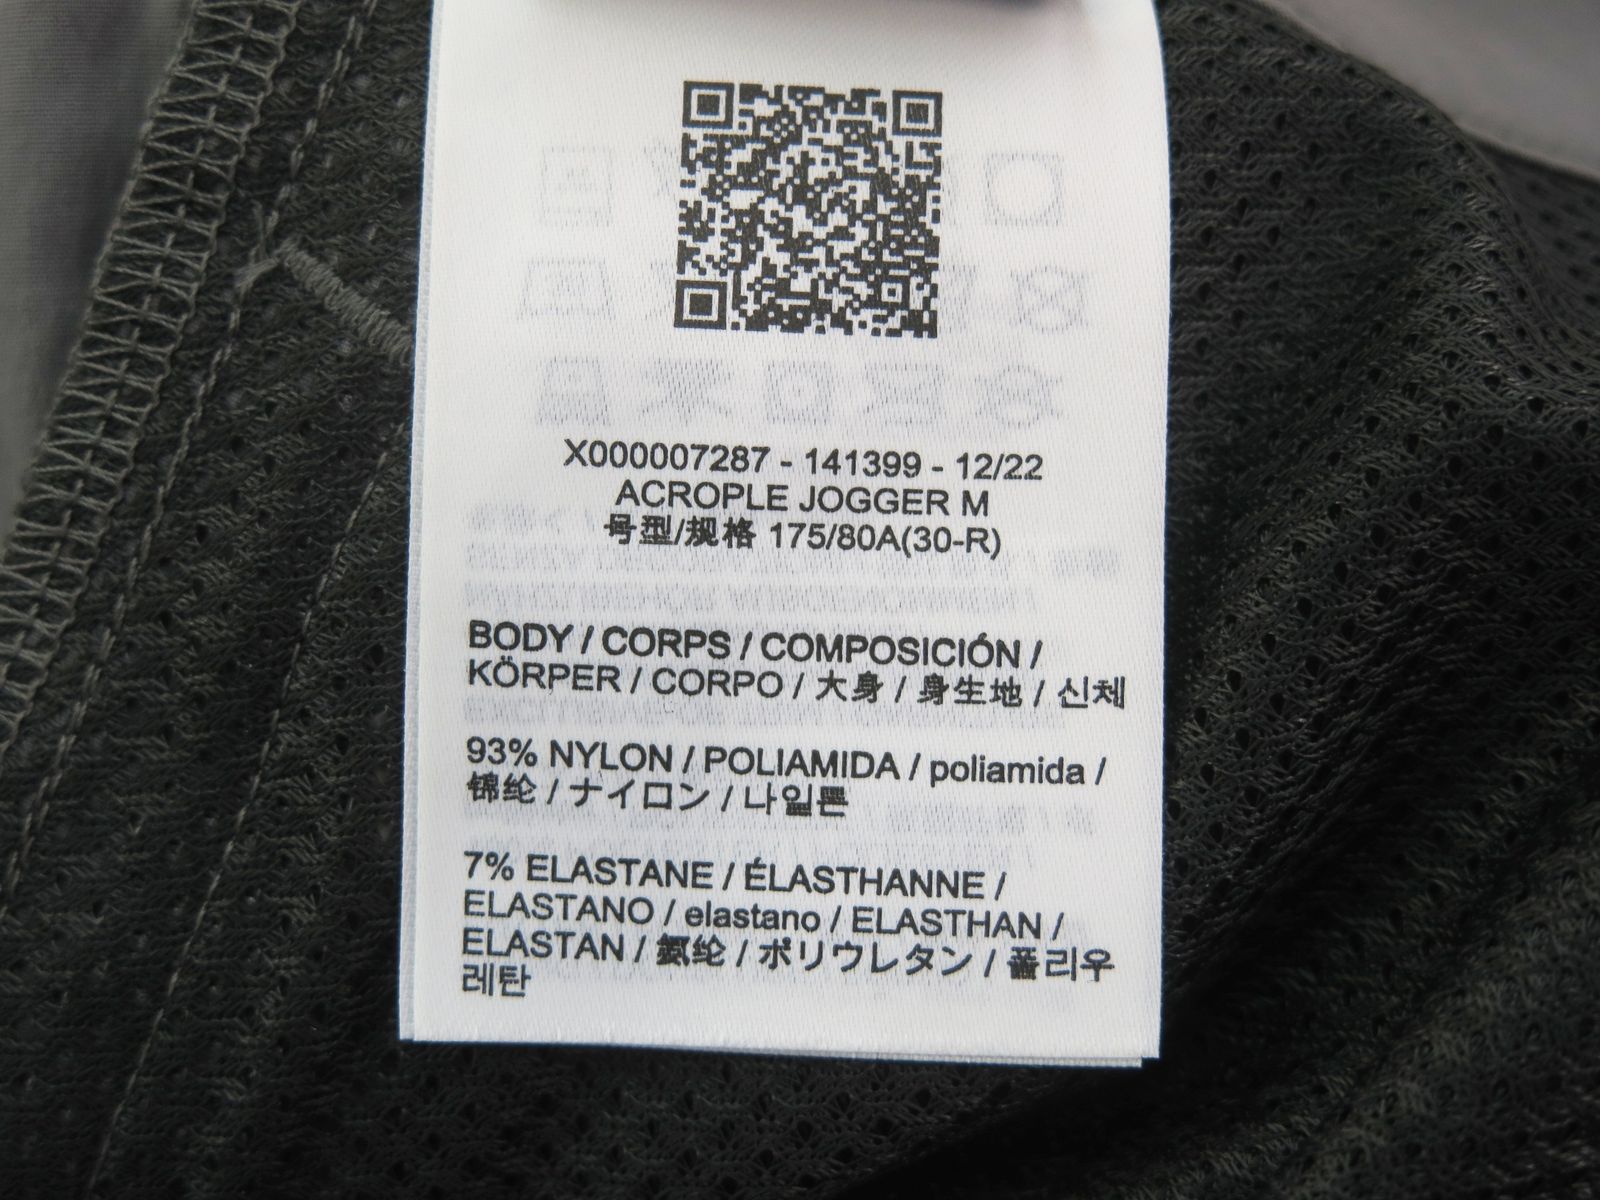 X000007287 - 141399 - 12/22
ACROPLE JOGGER M
号型/规格 175/80A(30-R)
BODY / CORPS / COMPOSICIÓN /
KÖRPER / CORPO / 大身 / 身生地 / 신체
93% NYLON / POLIAMIDA / poliamida /
锦纶 / ナイロン / 나일론
7% ELASTANE / ÉLASTHANNE /
ELASTANO / elastano / ELASTHAN /
ELASTAN / 氨纶 / ポリウレタン / 폴리우
레탄